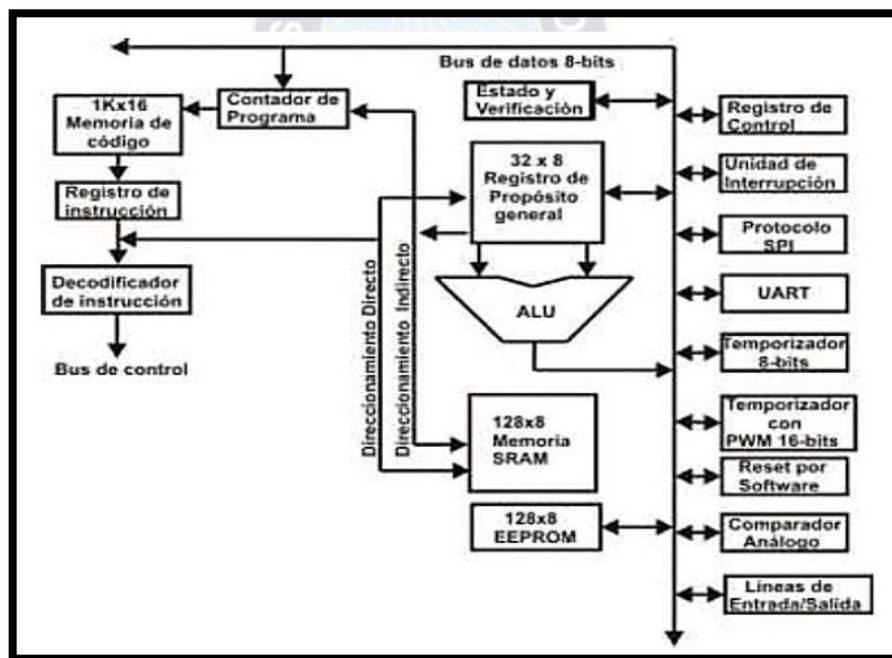 Bus de datos 8-bits
1Kx16
Memoria de
código
Contador de
Programa
Estado y
Verificación
Registro de
Control
32 x 8
Registro de
Propósito
general
Unidad de
Interrupción
Registro de
instrucción
Protocolo
SPI
Decodificador
de instrucción
Direccionamiento Directo
Direccionamiento Indirecto
ALU
UART
Bus de control
Temporizador
8-bits
128x8
Memoria
SRAM
Temporizador
con
PWM 16-bits
Reset por
Software
128x8
EEPROM
Comparador
Análogo
Líneas de
Entrada/Salida